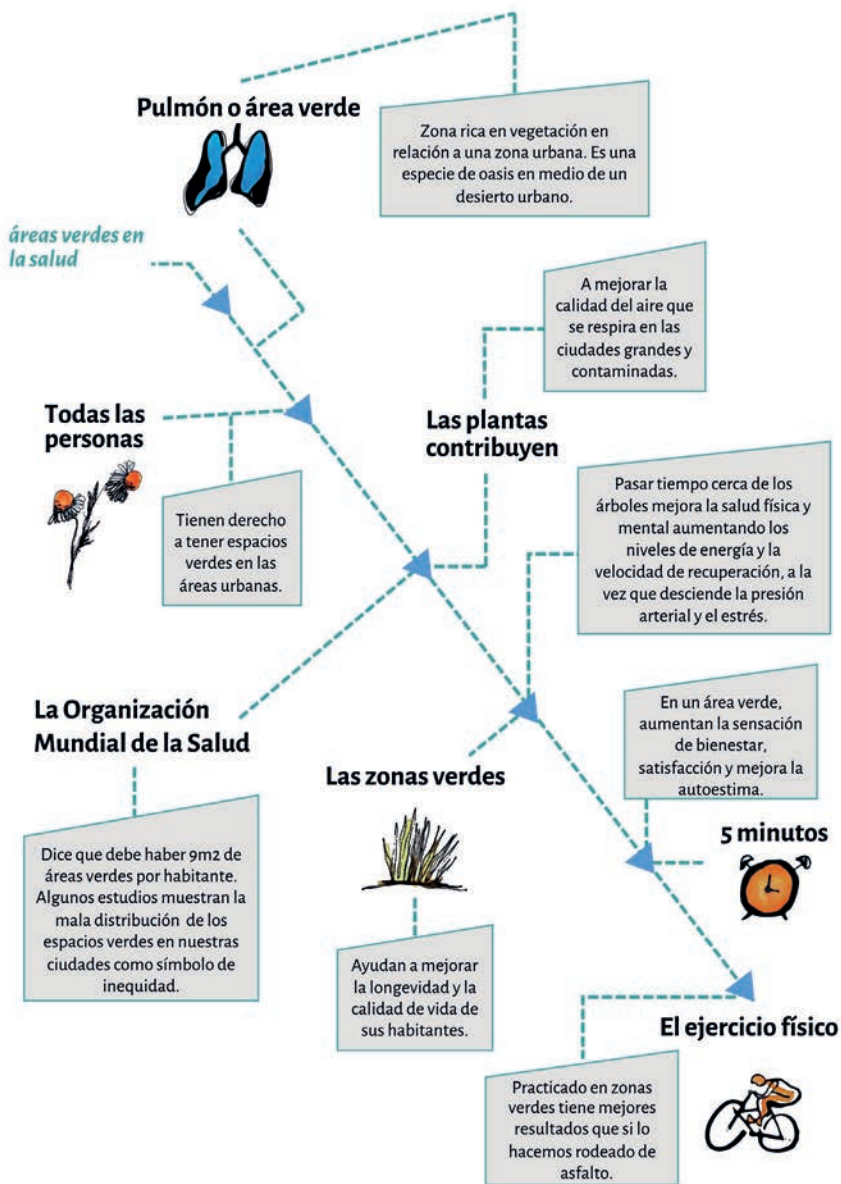 Pulmón o área verde
Zona rica en vegetación en
relación a una zona urbana. Es una
especie de oasis en medio de un
desierto urbano.
áreas verdes en
la salud
A mejorar la
calidad del aire que
se respira en las
ciudades grandes y
contaminadas.
Todas las
personas
Las plantas
contribuyen
Tienen derecho
a tener espacios
verdes en las
áreas urbanas.
Pasar tiempo cerca de los
árboles mejora la salud física y
mental aumentando los
niveles de energía y la
velocidad de recuperación, a la
vez que desciende la presión
arterial y el estrés.
La Organización
Mundial de la Salud
En un área verde,
aumentan la sensación
de bienestar,
satisfacción y mejora la
autoestima.
Las zonas verdes
5 minutos
Dice que debe haber 9m2 de
áreas verdes por habitante.
Algunos estudios muestran la
mala distribución de los
espacios verdes en nuestras
ciudades como símbolo de
inequidad.
Ayudan a mejorar
la longevidad y la
calidad de vida de
sus habitantes.
El ejercicio físico
Practicado en zonas
verdes tiene mejores
resultados que si lo
hacemos rodeado de
asfalto.